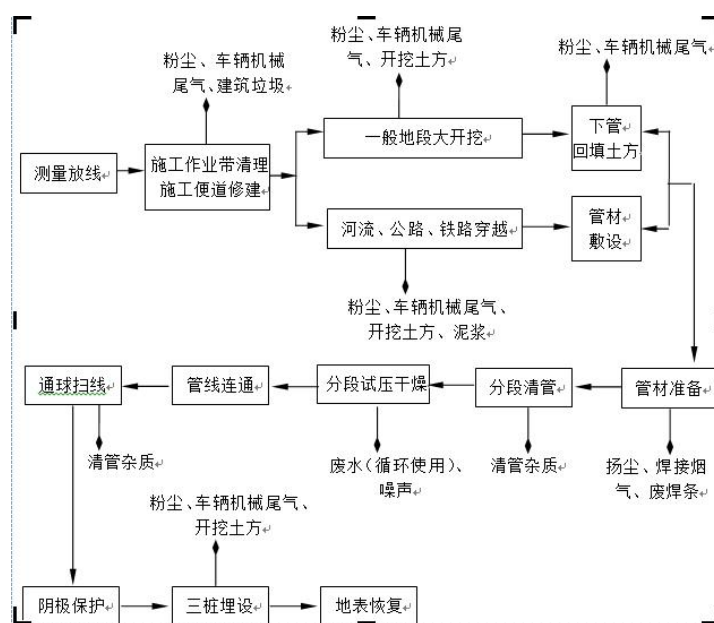 粉尘、车辆机械
尾气、建筑垃圾
粉尘、车辆机械尾
气、开挖土方
粉尘、车辆机械尾气
测量放线
施工作业带清理
施工便道修建
一般地段大开挖
下管
回填土方
河流、公路、铁路穿越
管材
敷设
粉尘、车辆机械尾气、
开挖土方、泥浆
通球扫线
管线连通
分段试压干燥
分段清管
管材准备
清管杂质
废水(循环使用)、
噪声
清管杂质
扬尘、焊接烟
气、废焊条
粉尘、车辆机械尾气、
开挖土方
阴极保护
三桩埋设
地表恢复